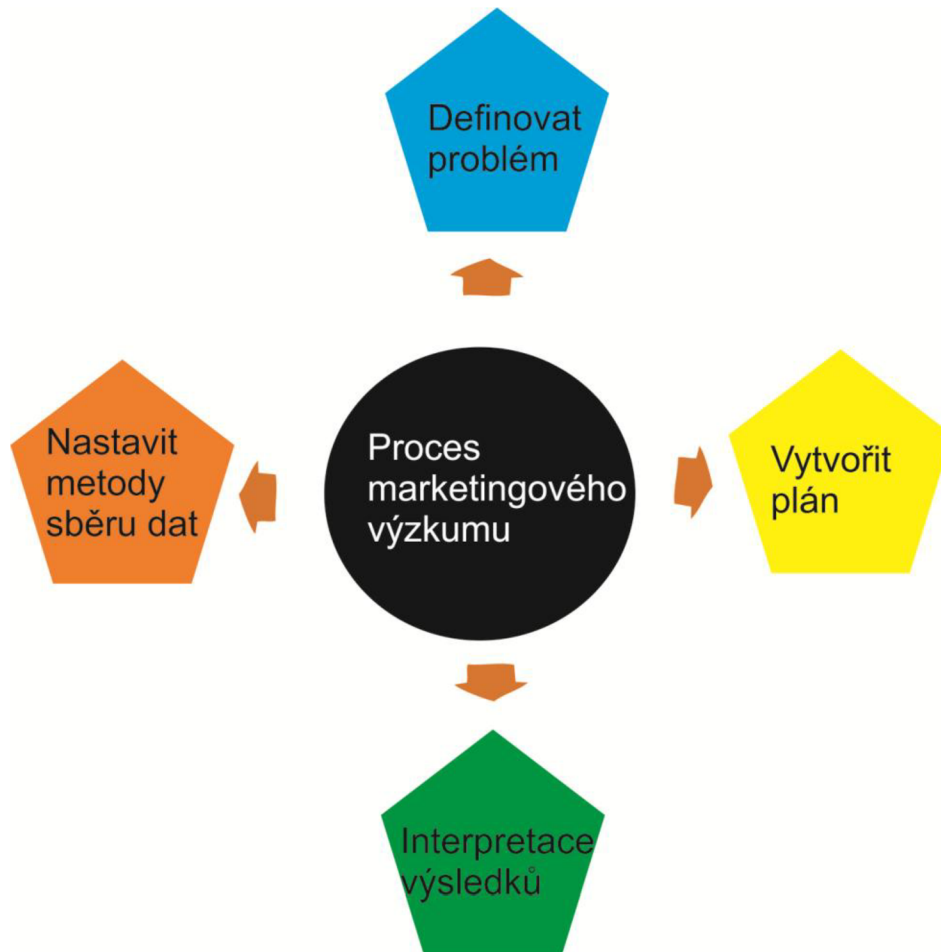 Definovat
problém
Nastavit
metody
sběru dat
Proces
marketingového
výzkumu
Vytvořit
plán
Interpretace
výsledků